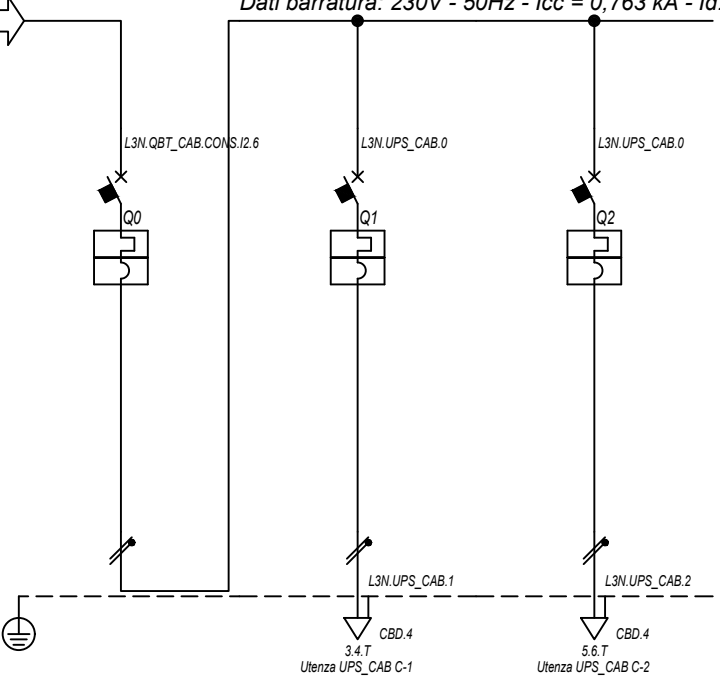 Dati barratura: 230V - 50Hz - Icc = 0,763 kA -
L3N.QBT_CAB.CONS.I2.6
L3N.UPS_CAB.0
L3N.UPS_CAB.0
Q0
Q1
Q2
L3N.UPS_CAB.1
L3N.UPS_CAB.2
CBD.4
CBD.4
3.4.T
5.6.T
Utenza UPS_CAB C-1
Utenza UPS_CAB C-2